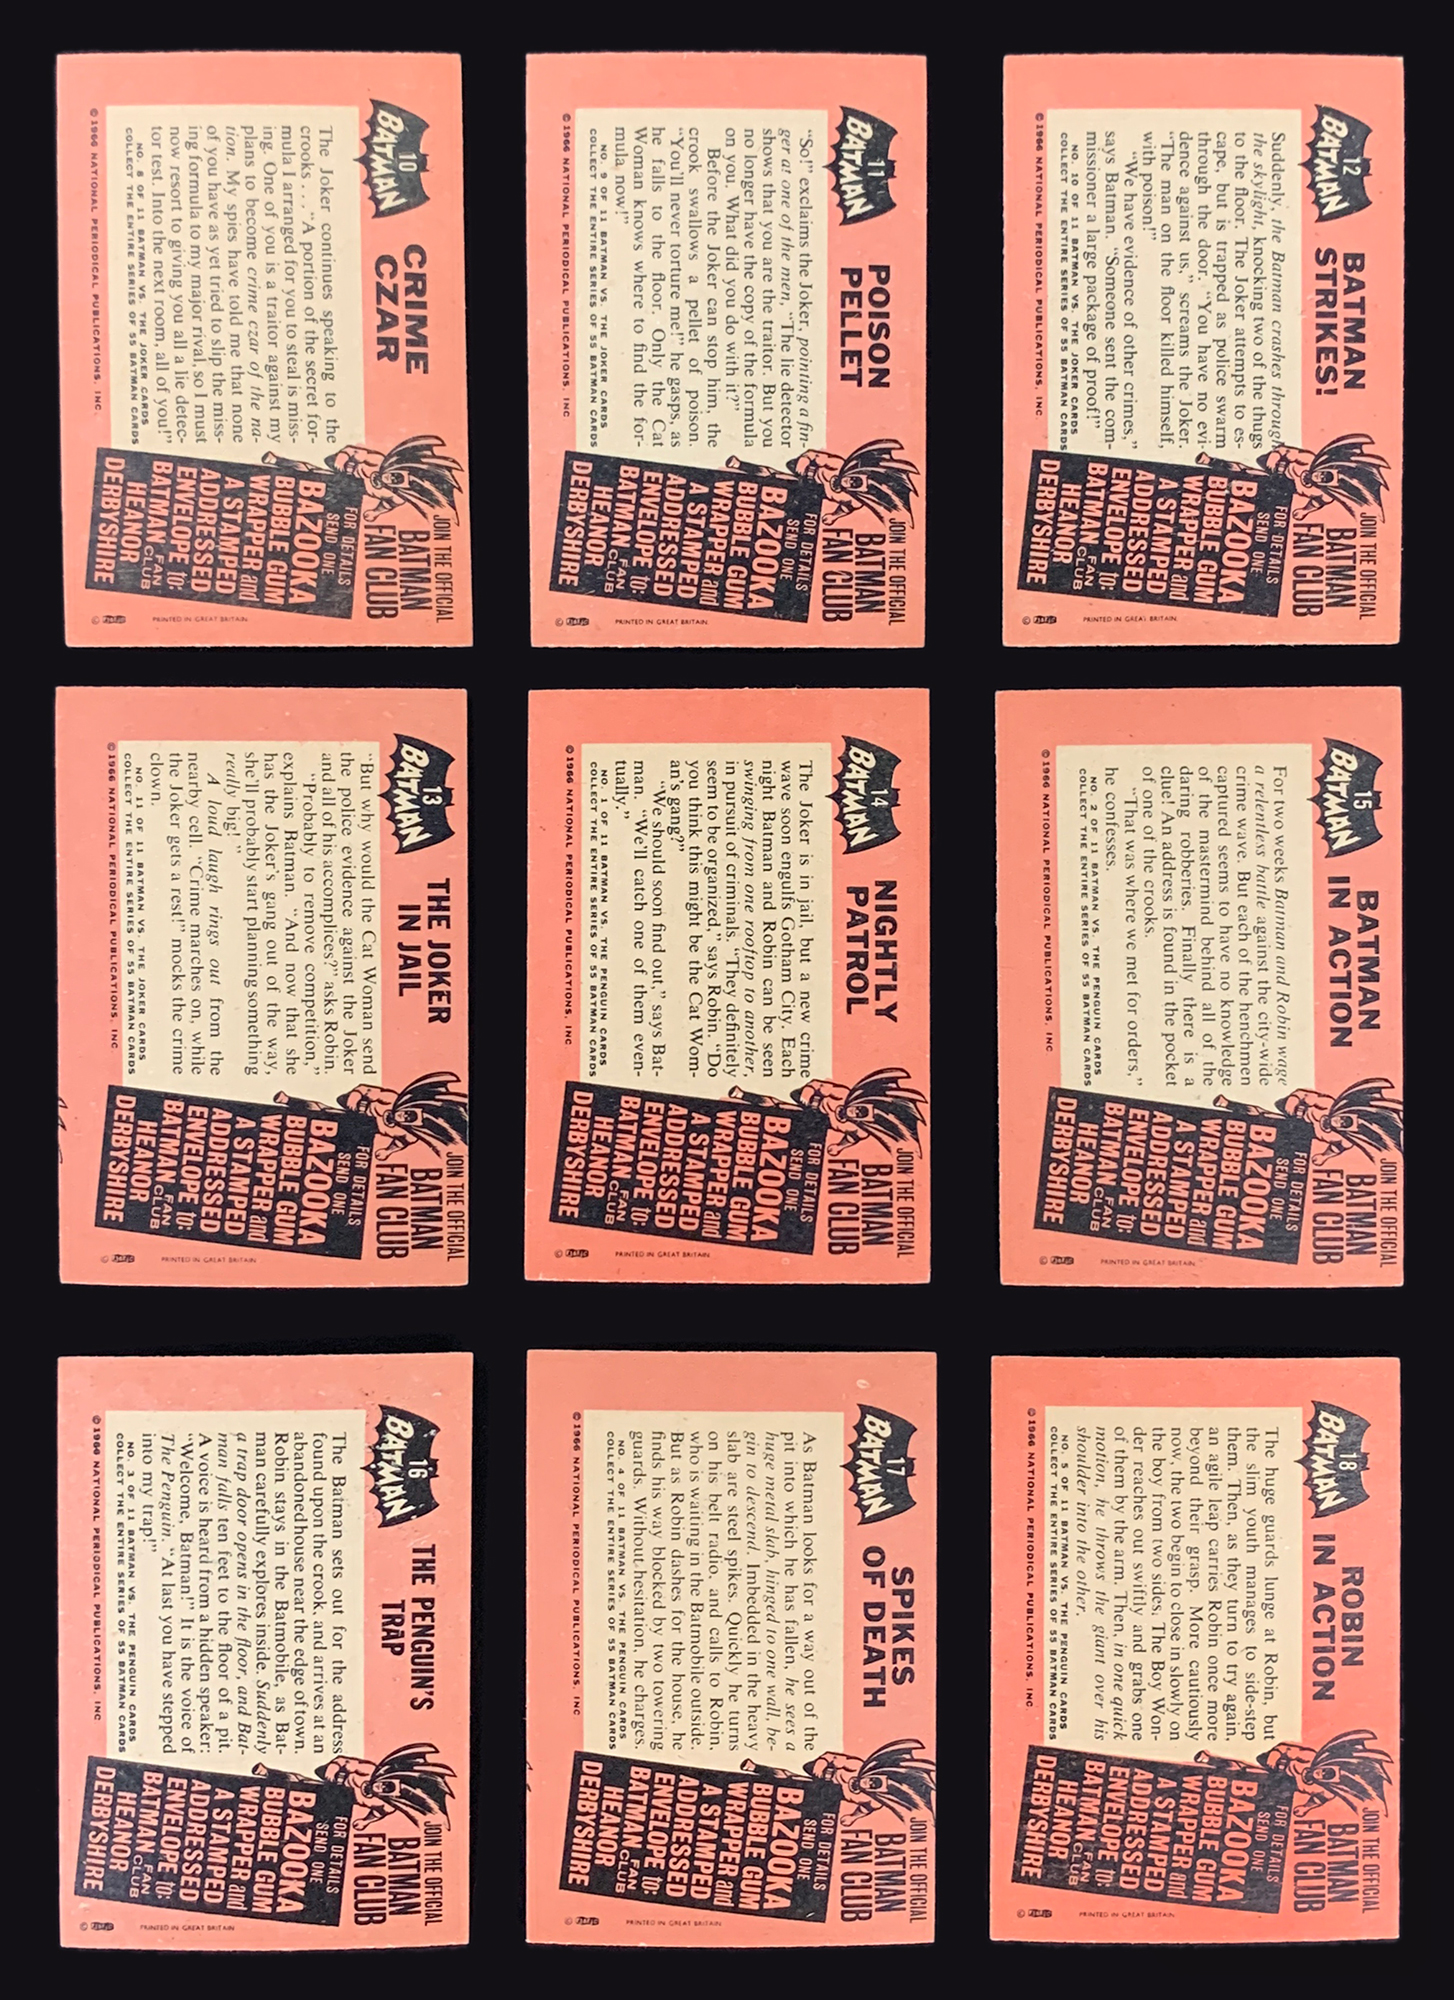 10
BATMAN
CRIME
CZAR
The Joker continues speaking to the
crooks . . . "A portion of the secret for-
mula I arranged for you to steal is miss-
ing. One of you is a traitor against my
plans to become crime czar of the na-
tion. My spies have told me that none
of you have as yet tried to slip the miss-
ing formula to my major rival, so I must
now resort to giving you all a lie detec-
tor test. Into the next room, all of you!"
NO. 8 OF 11 BATMAN VS. THE JOKER CARDS
COLLECT THE ENTIRE SERIES OF 55 BATMAN CARDS
© 1966 NATIONAL PERIODICAL PUBLICATIONS, INC.
JOIN THE OFFICIAL
BATMAN
FAN CLUB
FOR DETAILS
SEND ONE
BAZOOKA
BUBBLE GUM
WRAPPER and
A STAMPED
ADDRESSED
ENVELOPE to:
BATMAN FAN CLUB
HEANOR
DERBYSHIRE
© PRINTED IN GREAT BRITAIN
11
BATMAN
POISON
PELLET
"So!" exclaims the Joker, pointing a fin-
ger at one of the men, "The lie detector
shows that you are the traitor. But you
no longer have the copy of the formula
on you. What did you do with it?"
Before the Joker can stop him, the
crook swallows a pellet of poison.
"You'll never torture me!" he gasps, as
he falls to the floor. Only the Cat
Woman knows where to find the for-
mula now!"
NO. 9 OF 11 BATMAN VS. THE JOKER CARDS
COLLECT THE ENTIRE SERIES OF 55 BATMAN CARDS
© 1966 NATIONAL PERIODICAL PUBLICATIONS, INC
JOIN THE OFFICIAL
BATMAN
FAN CLUB
FOR DETAILS
SEND ONE
BAZOOKA
BUBBLE GUM
WRAPPER and
A STAMPED
ADDRESSED
ENVELOPE to:
BATMAN FAN CLUB
HEANOR
DERBYSHIRE
© PRINTED IN GREAT BRITAIN
12
BATMAN
BATMAN
STRIKES!
Suddenly, the Batman crashes through
the skylight, knocking two of the thugs
to the floor. The Joker attempts to es-
cape, but is trapped as police swarm
through the door. "You have no evi-
dence against us," screams the Joker.
"The man on the floor killed himself,
with poison!"
"We have evidence of other crimes,"
says Batman. "Someone sent the com-
missioner a large package of proof!"
NO. 10 OF 11 BATMAN VS. THE JOKER CARDS
COLLECT THE ENTIRE SERIES OF 55 BATMAN CARDS
© 1966 NATIONAL PERIODICAL PUBLICATIONS, INC.
JOIN THE OFFICIAL
BATMAN
FAN CLUB
FOR DETAILS
SEND ONE
BAZOOKA
BUBBLE GUM
WRAPPER and
A STAMPED
ADDRESSED
ENVELOPE to:
BATMAN FAN CLUB
HEANOR
DERBYSHIRE
© PRINTED IN GREAT BRITAIN
13
BATMAN
THE JOKER
IN JAIL
"But why would the Cat Woman send
the police evidence against the Joker
and all of his accomplices?" asks Robin.
"Probably to remove competition,"
explains Batman. "And now that she
has the Joker's gang out of the way,
she'll probably start planning something
really big!"
A loud laugh rings out from the
nearby cell. "Crime marches on, while
the Joker gets a rest!" mocks the crime
clown.
NO. 11 OF 11 BATMAN VS. THE JOKER CARDS
COLLECT THE ENTIRE SERIES OF 55 BATMAN CARDS
© 1966 NATIONAL PERIODICAL PUBLICATIONS, INC.
JOIN THE OFFICIAL
BATMAN
FAN CLUB
FOR DETAILS
SEND ONE
BAZOOKA
BUBBLE GUM
WRAPPER and
A STAMPED
ADDRESSED
ENVELOPE to:
BATMAN FAN CLUB
HEANOR
DERBYSHIRE
© PRINTED IN GREAT BRITAIN
14
BATMAN
NIGHTLY
PATROL
The Joker is in jail, but a new crime
wave soon engulfs Gotham City. Each
night Batman and Robin can be seen
swinging from one rooftop to another,
in pursuit of criminals. "They definitely
seem to be organized," says Robin. "Do
you think this might be the Cat Wom-
an's gang?"
"We should soon find out," says Bat-
man. "We'll catch one of them even-
tually."
NO. 1 OF 11 BATMAN VS. THE PENGUIN CARDS
COLLECT THE ENTIRE SERIES OF 55 BATMAN CARDS
© 1966 NATIONAL PERIODICAL PUBLICATIONS, INC
JOIN THE OFFICIAL
BATMAN
FAN CLUB
FOR DETAILS
SEND ONE
BAZOOKA
BUBBLE GUM
WRAPPER and
A STAMPED
ADDRESSED
ENVELOPE to:
BATMAN FAN CLUB
HEANOR
DERBYSHIRE
© PRINTED IN GREAT BRITAIN
15
BATMAN
BATMAN
IN ACTION
For two weeks Batman and Robin wage
a relentless battle against the city-wide
crime wave. But each of the henchmen
captured seems to have no knowledge
of the mastermind behind all of the
daring robberies. Finally there is a
clue! An address is found in the pocket
of one of the crooks.
"That was where we met for orders,"
he confesses.
NO. 2 OF 11 BATMAN VS. THE PENGUIN CARDS
COLLECT THE ENTIRE SERIES OF 55 BATMAN CARDS
© 1966 NATIONAL PERIODICAL PUBLICATIONS, INC
JOIN THE OFFICIAL
BATMAN
FAN CLUB
FOR DETAILS
SEND ONE
BAZOOKA
BUBBLE GUM
WRAPPER and
A STAMPED
ADDRESSED
ENVELOPE to:
BATMAN FAN CLUB
HEANOR
DERBYSHIRE
© PRINTED IN GREAT BRITAIN
16
BATMAN
THE PENGUIN'S
TRAP
The Batman sets out for the address
found upon the crook, and arrives at an
abandoned house near the edge of town.
Robin stays in the Batmobile, as Bat-
man carefully explores inside. Suddenly
a trap door opens in the floor, and Bat-
man falls ten feet to the floor of a pit.
A voice is heard from a hidden speaker:
"Welcome, Batman!" It is the voice of
The Penguin. "At last you have stepped
into my trap!"
NO. 3 OF 11 BATMAN VS. THE PENGUIN CARDS
COLLECT THE ENTIRE SERIES OF 55 BATMAN CARDS
© 1966 NATIONAL PERIODICAL PUBLICATIONS, INC
JOIN THE OFFICIAL
BATMAN
FAN CLUB
FOR DETAILS
SEND ONE
BAZOOKA
BUBBLE GUM
WRAPPER and
A STAMPED
ADDRESSED
ENVELOPE to:
BATMAN FAN CLUB
HEANOR
DERBYSHIRE
© PRINTED IN GREAT BRITAIN
17
BATMAN
SPIKES
OF DEATH
As Batman looks for a way out of the
pit into which he has fallen, he sees a
huge metal slab, hinged to one wall, be-
gin to descend. Imbedded in the heavy
slab are steel spikes. Quickly he turns
on his belt radio, and calls to Robin,
who is waiting in the Batmobile outside.
But as Robin dashes for the house, he
finds his way blocked by two towering
guards. Without hesitation, he charges.
NO. 4 OF 11 BATMAN VS. THE PENGUIN CARDS
COLLECT THE ENTIRE SERIES OF 55 BATMAN CARDS
© 1966 NATIONAL PERIODICAL PUBLICATIONS, INC
JOIN THE OFFICIAL
BATMAN
FAN CLUB
FOR DETAILS
SEND ONE
BAZOOKA
BUBBLE GUM
WRAPPER and
A STAMPED
ADDRESSED
ENVELOPE to:
BATMAN FAN CLUB
HEANOR
DERBYSHIRE
© PRINTED IN GREAT BRITAIN
18
BATMAN
ROBIN
IN ACTION
The huge guards lunge at Robin, but
the slim youth manages to side-step
them. Then, as they turn to try again,
an agile leap carries Robin once more
beyond their grasp. More cautiously
now, the two begin to close in slowly on
the boy from two sides. The Boy Won-
der reaches out swiftly and grabs one
of them by the arm. Then, in one quick
motion, he throws the giant over his
shoulder into the other.
NO. 5 OF 11 BATMAN VS. THE PENGUIN CARDS
COLLECT THE ENTIRE SERIES OF 55 BATMAN CARDS
© 1966 NATIONAL PERIODICAL PUBLICATIONS, INC.
JOIN THE OFFICIAL
BATMAN
FAN CLUB
FOR DETAILS
SEND ONE
BAZOOKA
BUBBLE GUM
WRAPPER and
A STAMPED
ADDRESSED
ENVELOPE to:
BATMAN FAN CLUB
HEANOR
DERBYSHIRE
© PRINTED IN GREAT BRITAIN